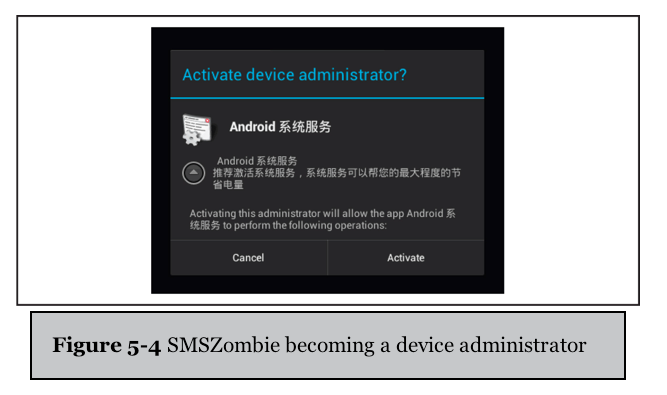 Activate device administrator?
Android 系统服务
Android 系统服务
推荐激活系统服务，系统服务可以帮您的最大程度的节
省电量
Activating this administrator will allow the app Android 系
统服务 to perform the following operations:
Cancel
Activate
Figure 5-4 SMSZombie becoming a device administrator